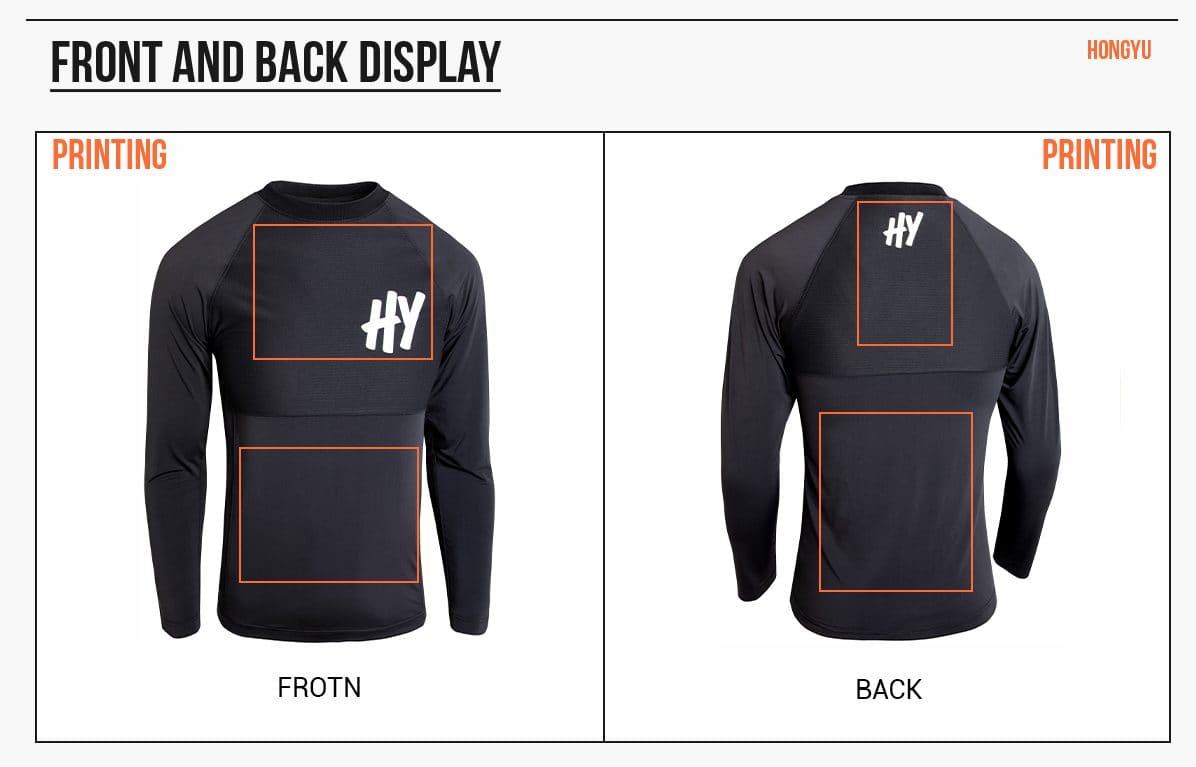 FRONT AND BACK DISPLAY
HONGYU
PRINTING
PRINTING
HY
HY
FROTN
BACK